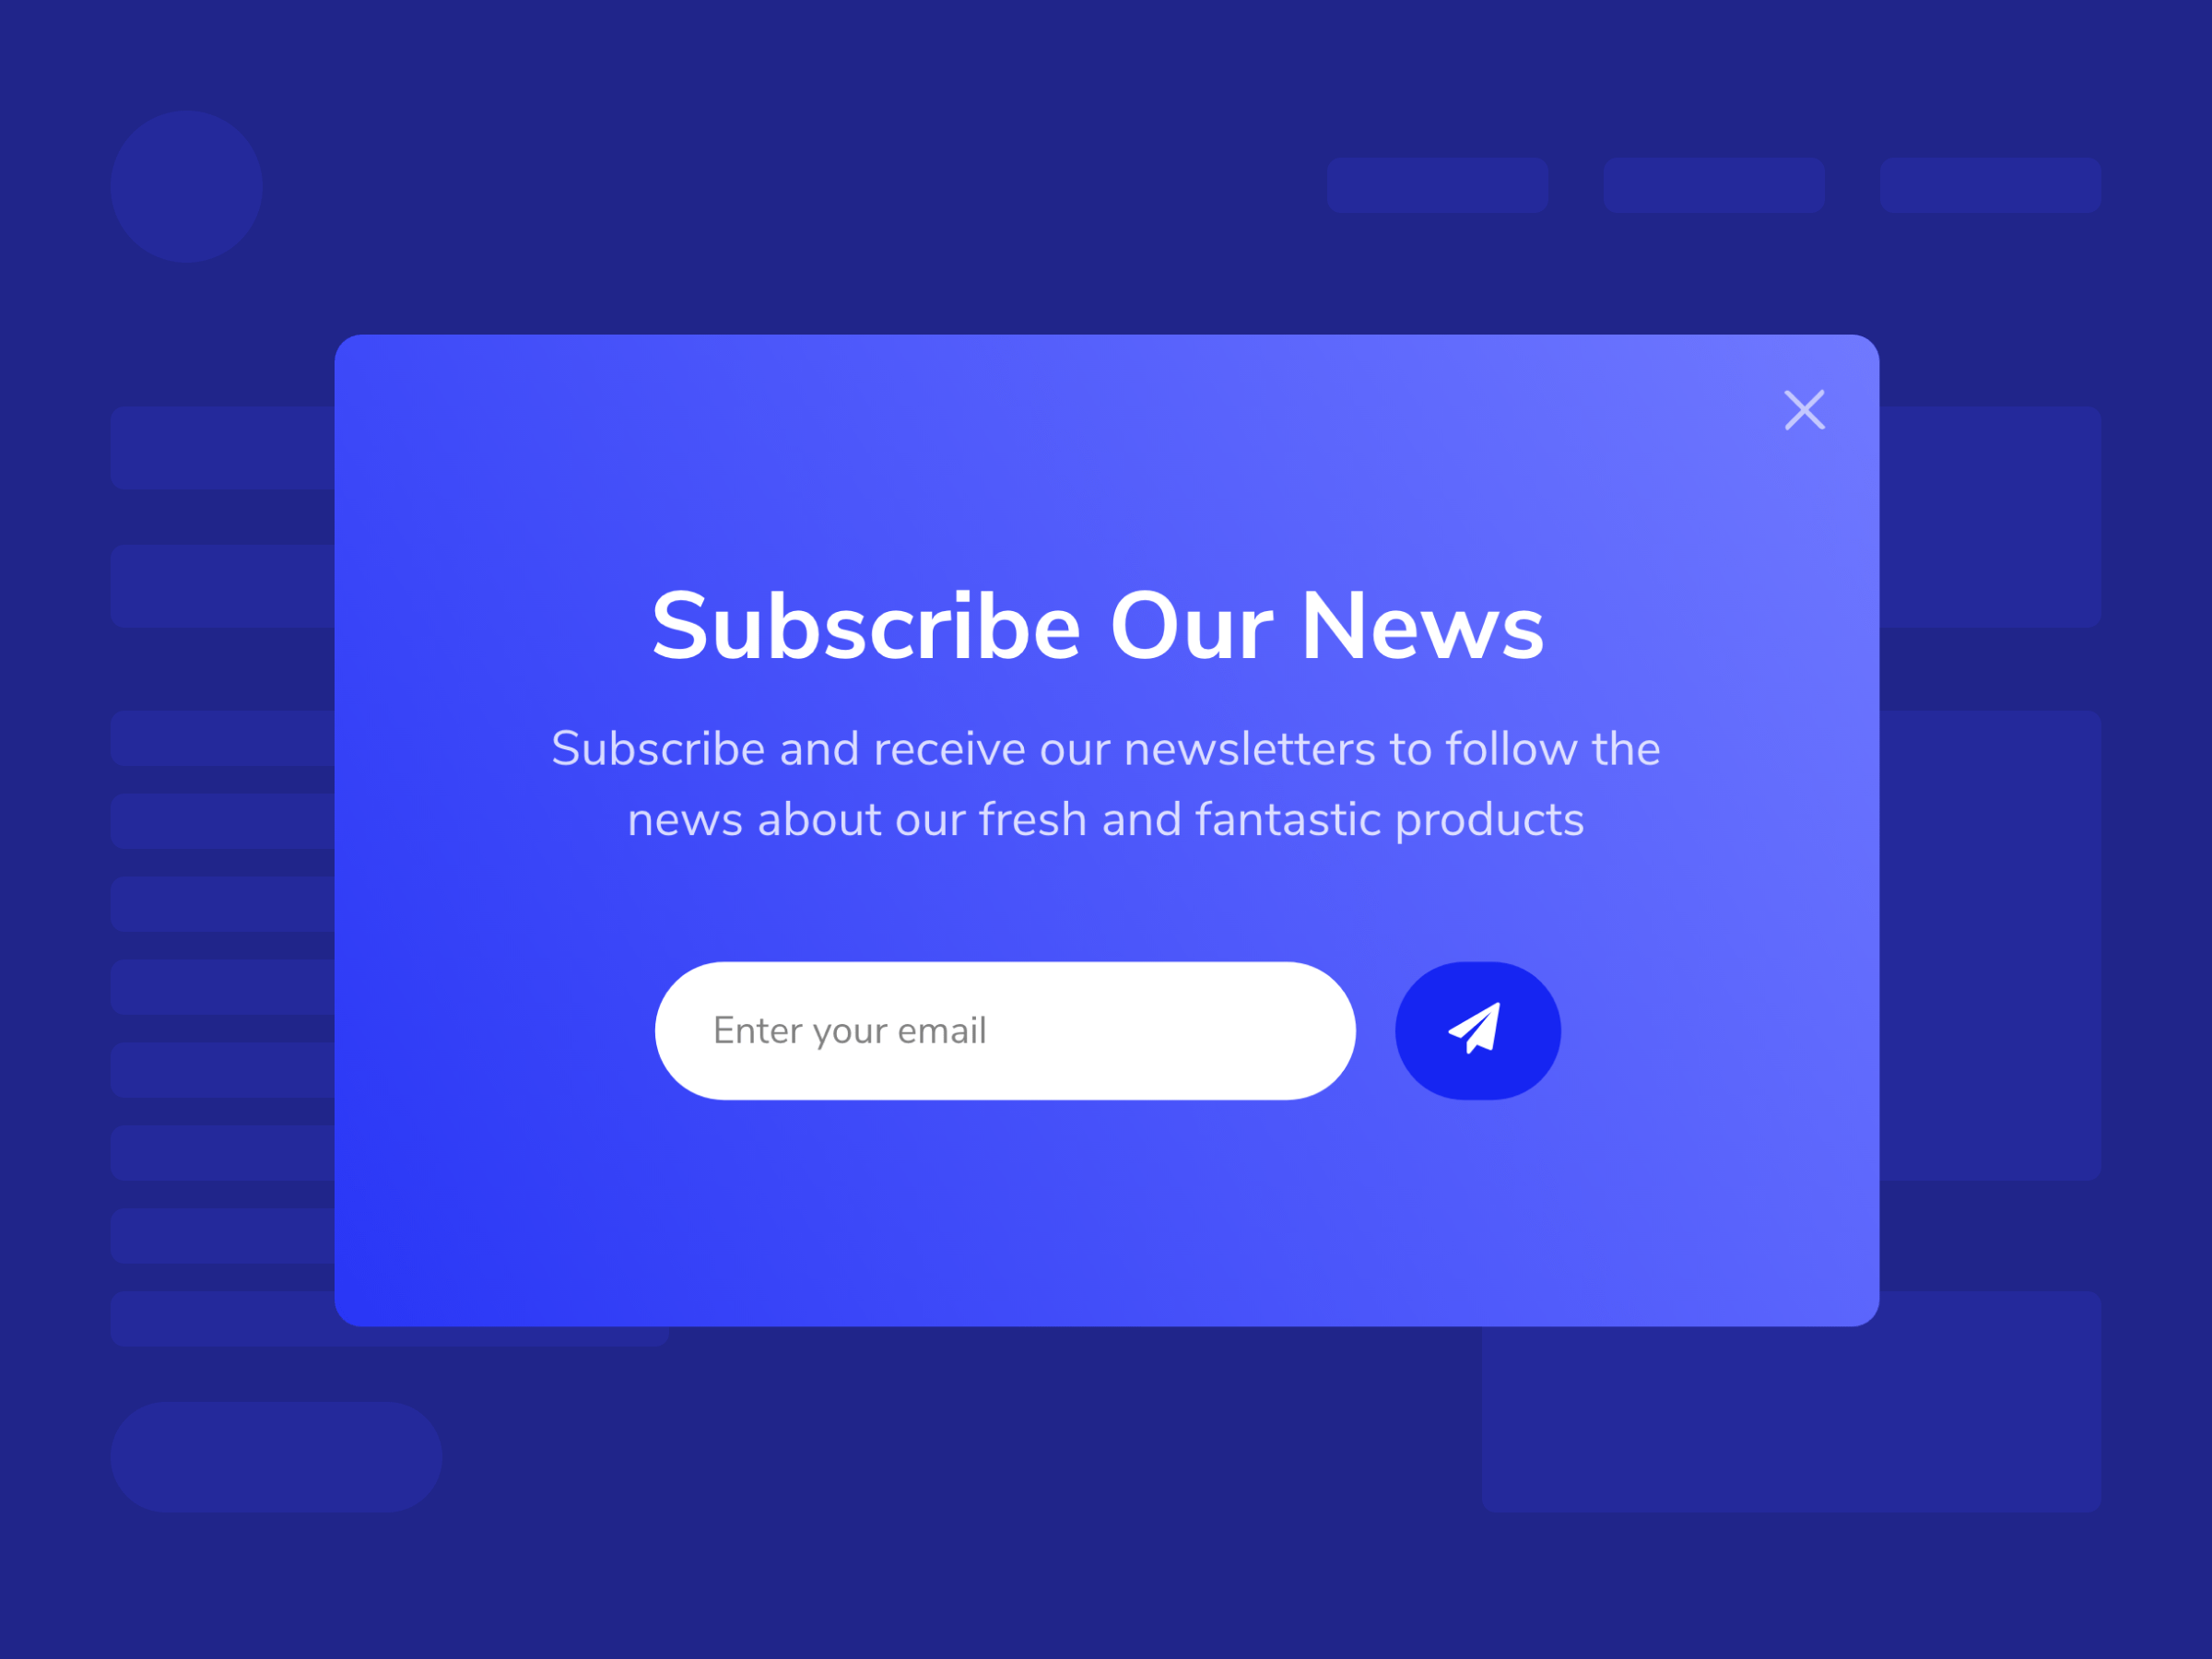 Subscribe Our News
Subscribe and receive our newsletters to follow the
news about our fresh and fantastic products
Enter your email